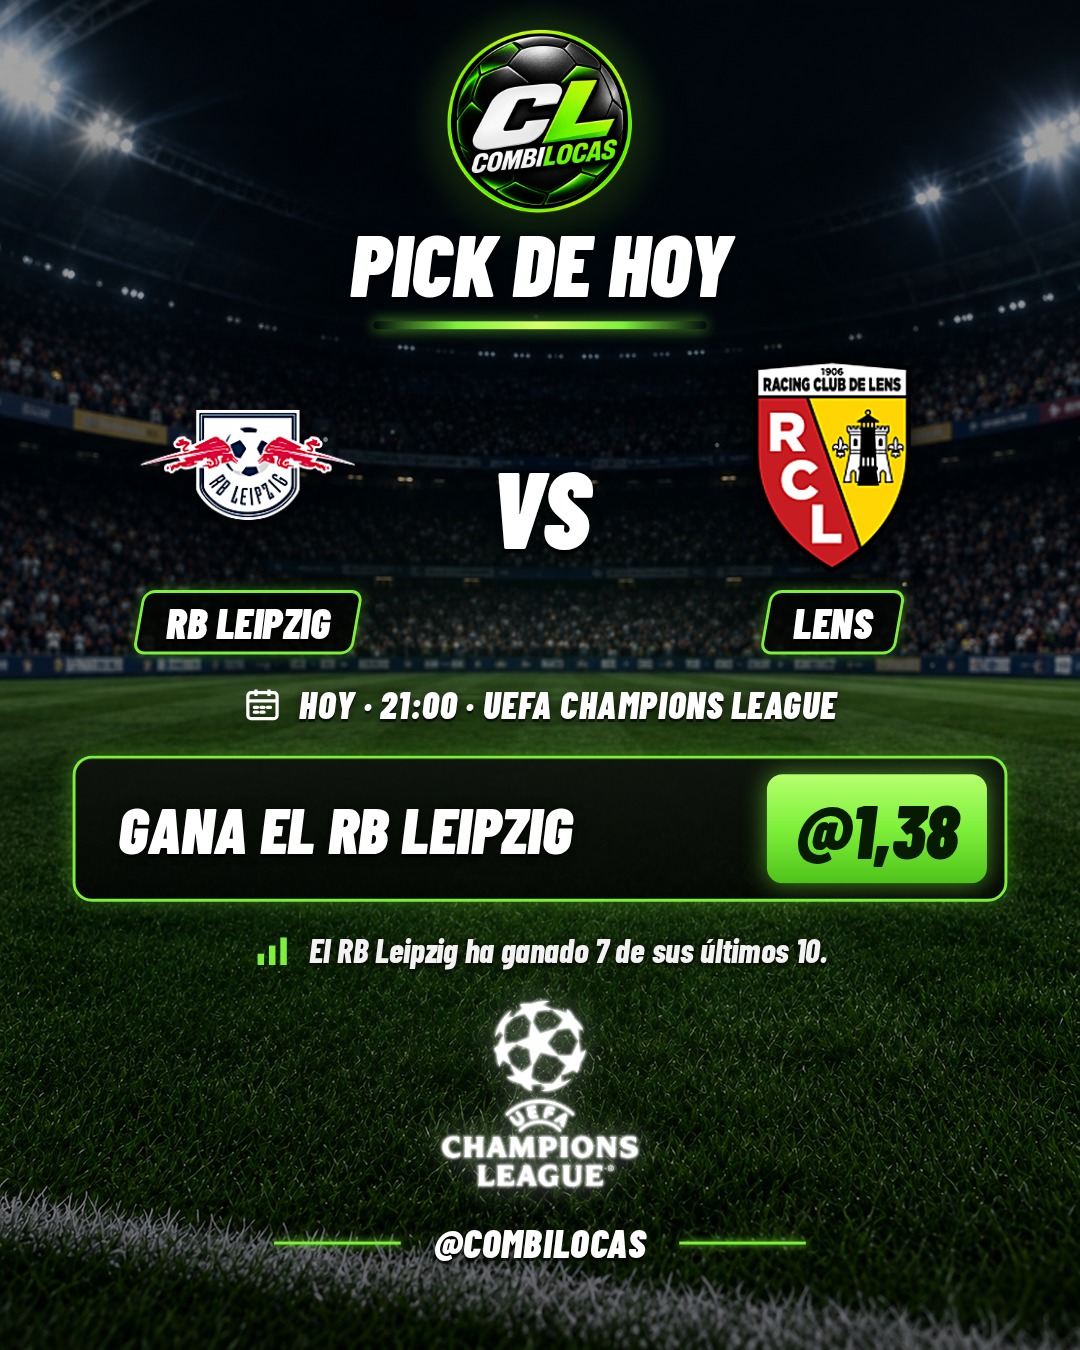 CL
COMBILOCAS
PICK DE HOY
1906
RACING CLUB DE LENS
R
C
L
RB LEIPZIG
VS
RB LEIPZIG
LENS
HOY · 21:00 · UEFA CHAMPIONS LEAGUE
GANA EL RB LEIPZIG
@1,38
El RB Leipzig ha ganado 7 de sus últimos 10.
UEFA
CHAMPIONS
LEAGUE®
@COMBILOCAS